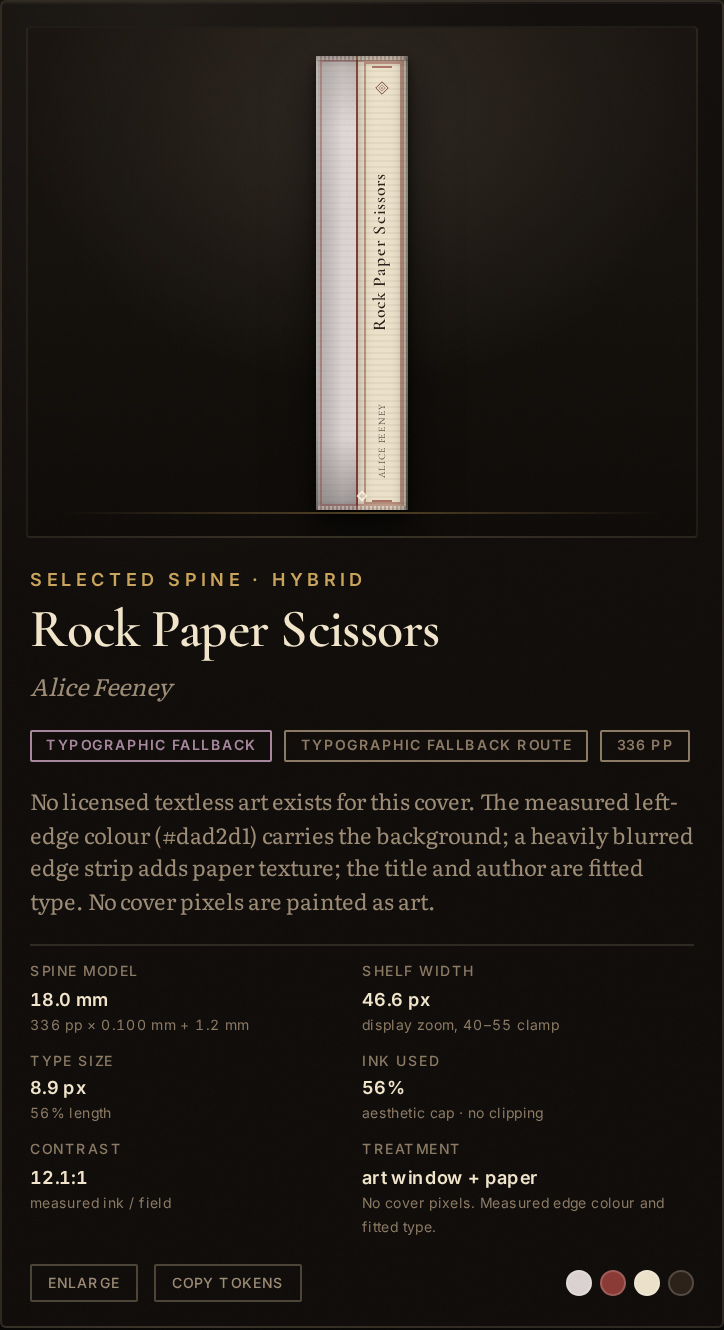 Rock Paper Scissors
ALICE FEENEY
SELECTED SPINE · HYBRID
Rock Paper Scissors
Alice Feeney
TYPOGRAPHIC FALLBACK
TYPOGRAPHIC FALLBACK ROUTE
336 PP
No licensed textless art exists for this cover. The measured left-
edge colour (#dad2d1) carries the background; a heavily blurred
edge strip adds paper texture; the title and author are fitted
type. No cover pixels are painted as art.
SPINE MODEL
18.0 mm
336 pp × 0.100 mm + 1.2 mm
SHELF WIDTH
46.6 px
display zoom, 40–55 clamp
TYPE SIZE
8.9 px
56% length
INK USED
56%
aesthetic cap · no clipping
CONTRAST
12.1:1
measured ink / field
TREATMENT
art window + paper
No cover pixels. Measured edge colour and
fitted type.
ENLARGE
COPY TOKENS